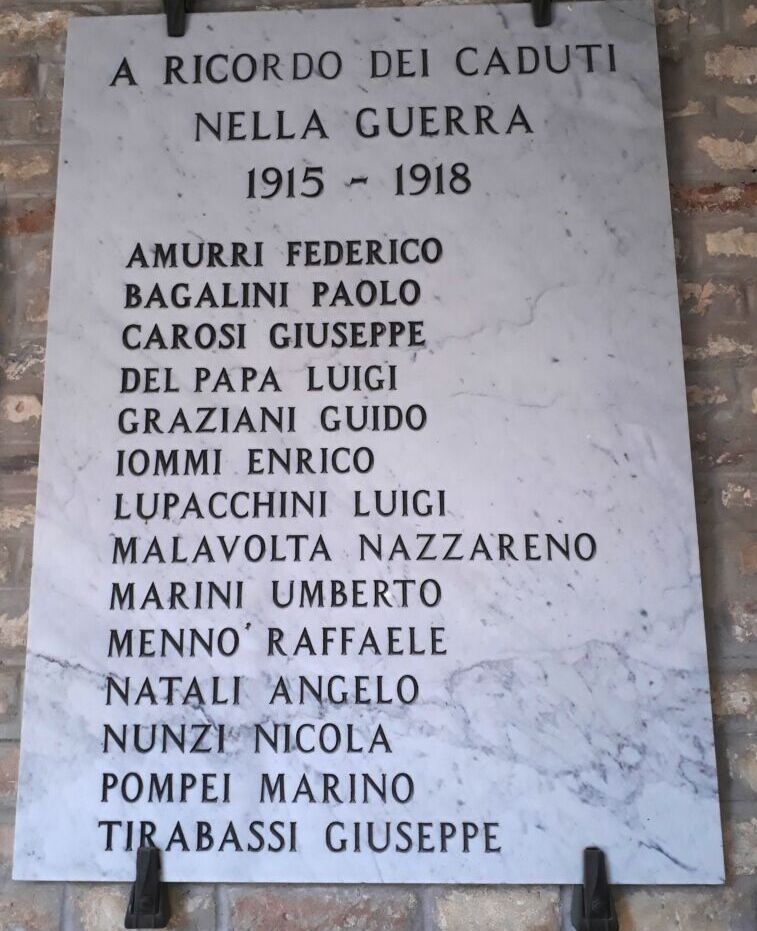 A RICORDO DEI CADUTI
NELLA GUERRA
1915 - 1918
AMURRI FEDERICO
BAGALINI PAOLO
CAROSI GIUSEPPE
DEL PAPA LUIGI
GRAZIANI GUIDO
IOMMI ENRICO
LUPACCHINI LUIGI
MALAVOLTA NAZZARENO
MARINI UMBERTO
MENNO' RAFFAELE
NATALI ANGELO
NUNZI NICOLA
POMPEI MARINO
TIRABASSI GIUSEPPE